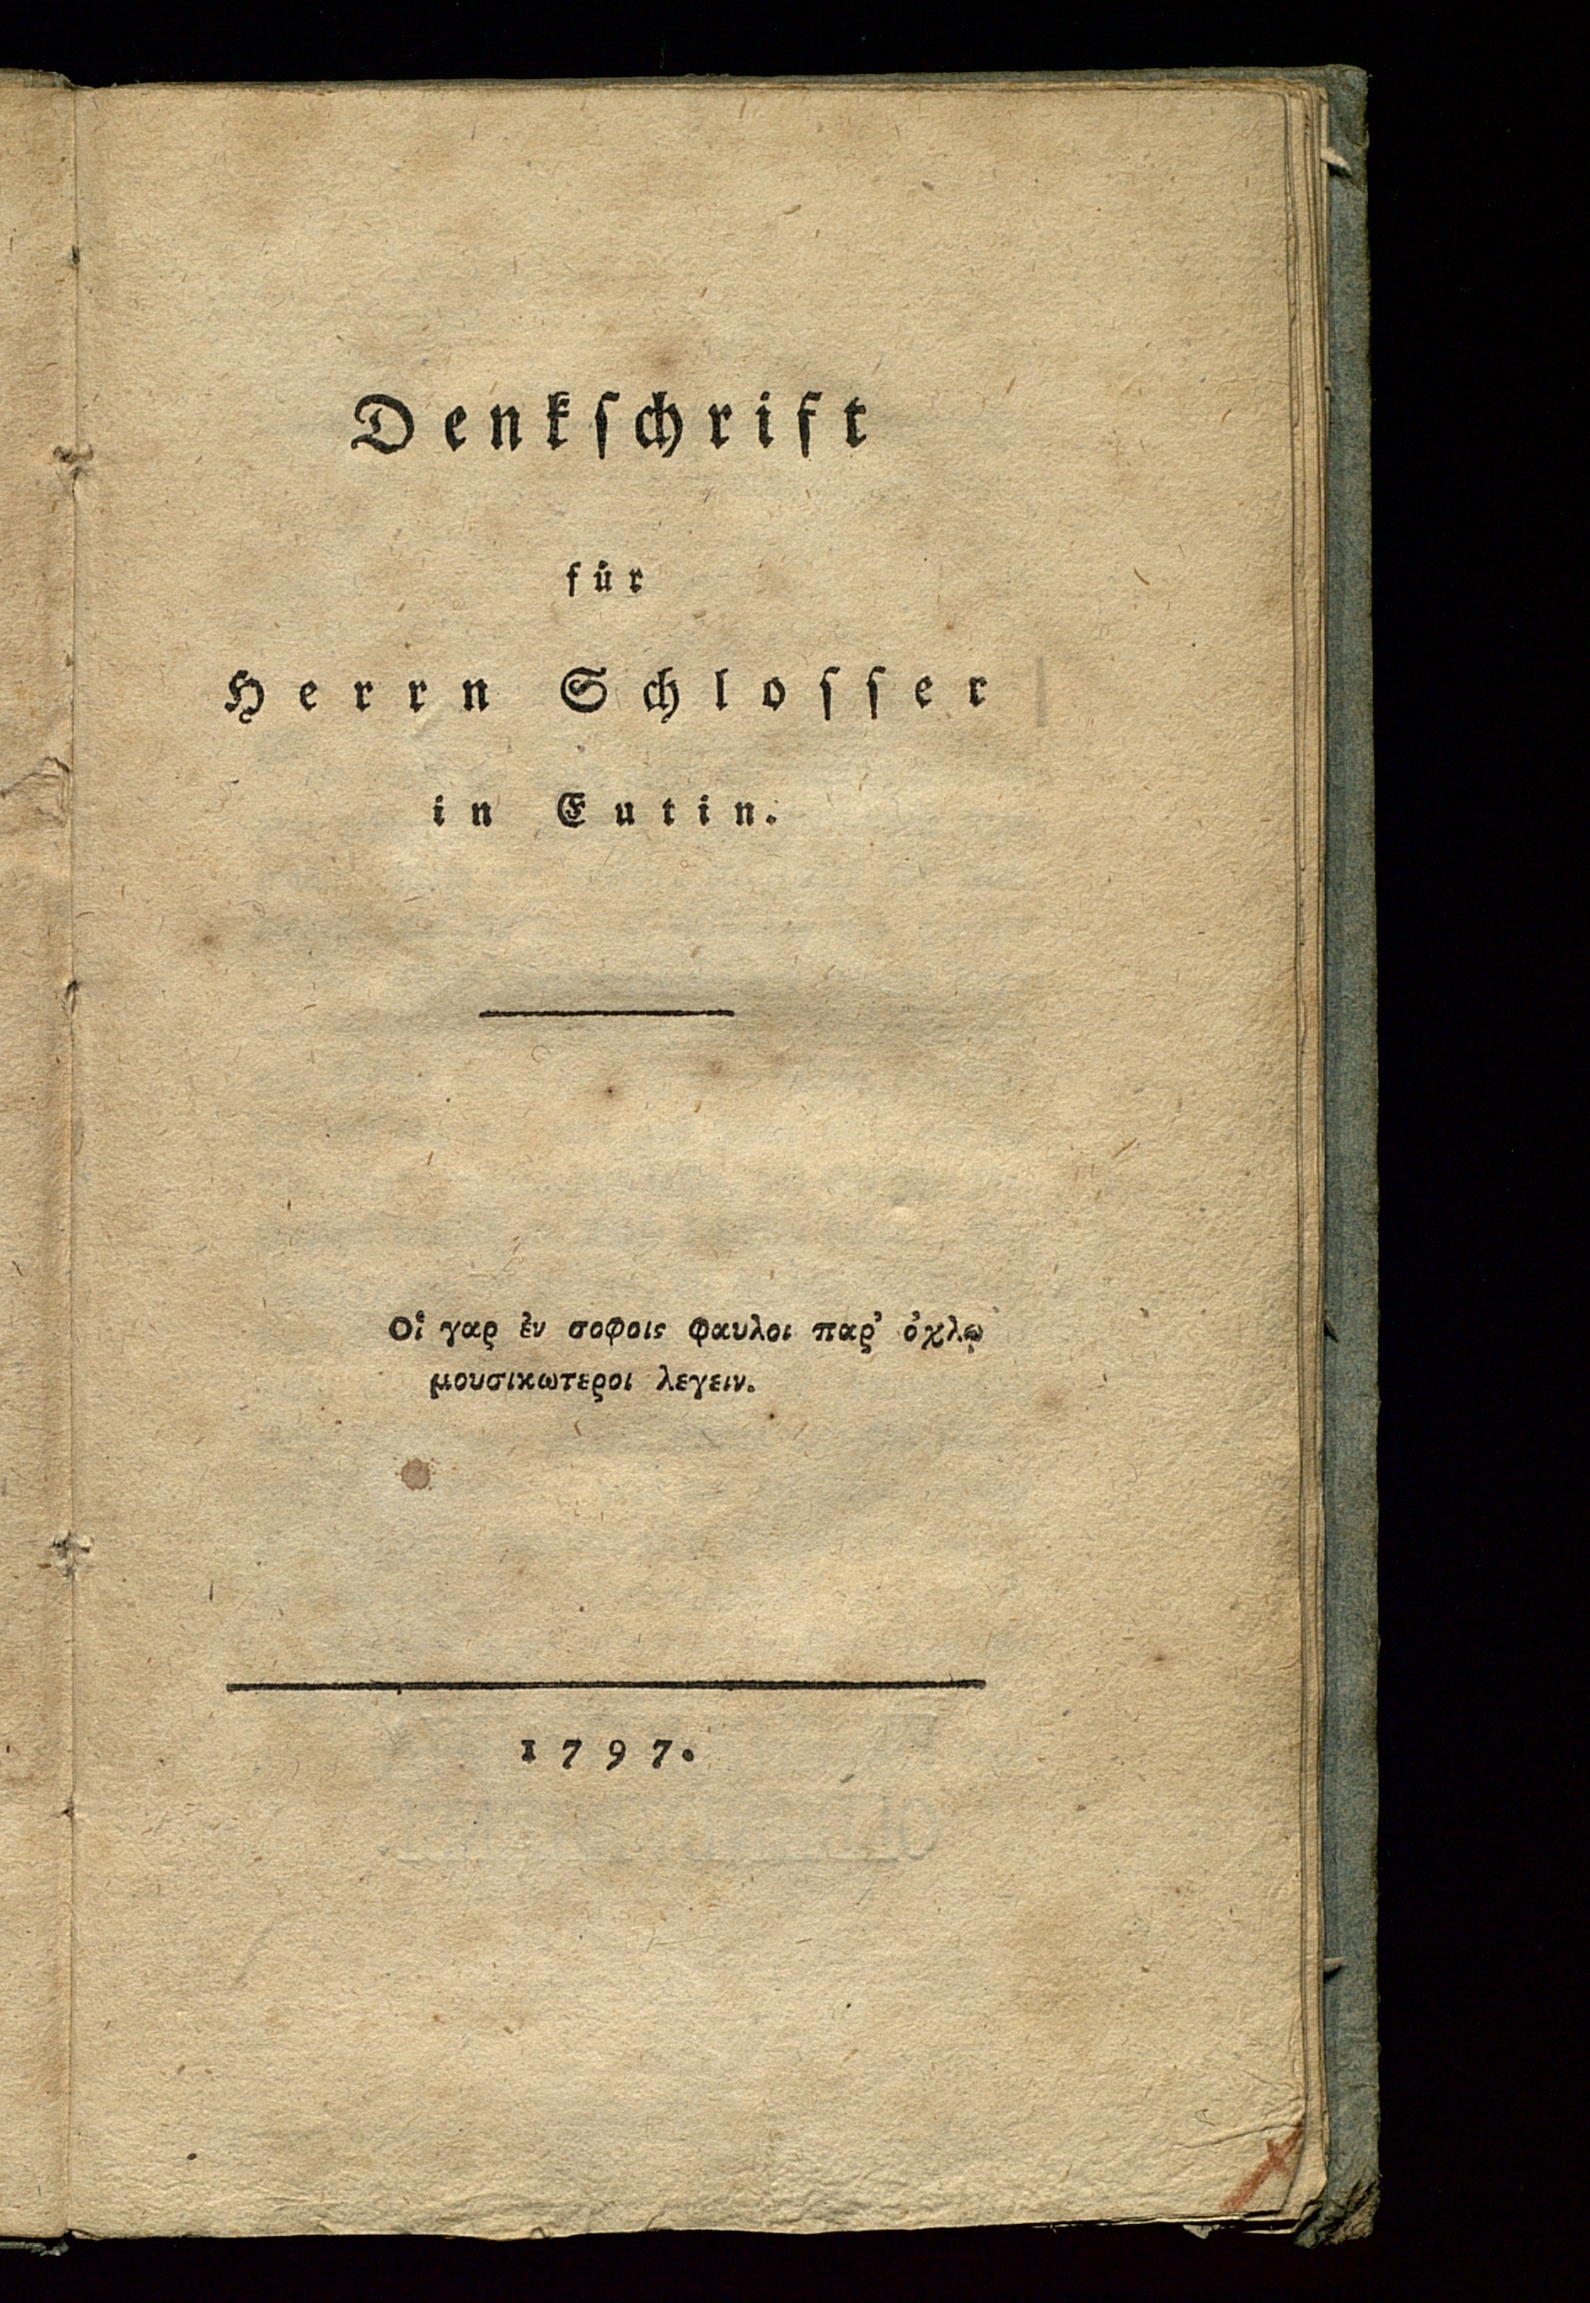 Denkſchrift
für
Herrn Schloſſer
in Eutin.
Οἱ γαρ ἐν σοφοις φαυλοι παρ' ὀχλῳ
μουσικωτεροι λεγειν.
1797.